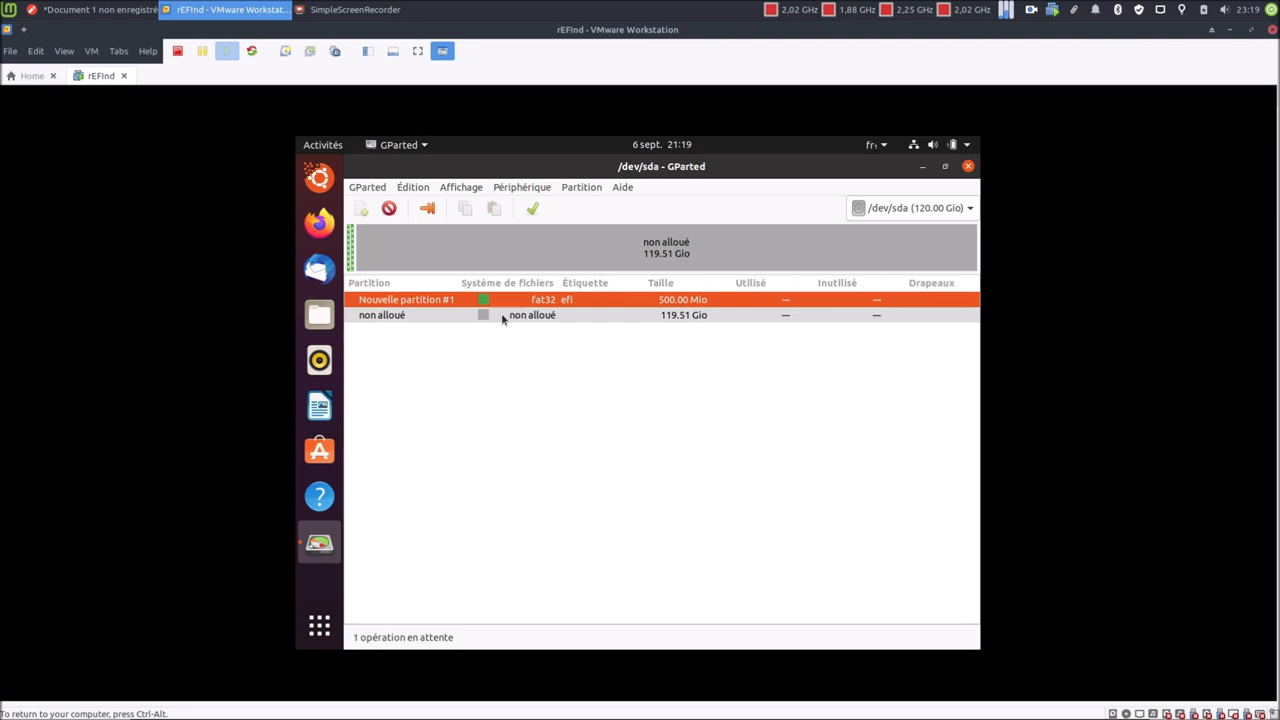 *Document 1 non enregistré
rEFInd - VMware Workstat...
SimpleScreenRecorder
2,02 GHz
1,88 GHz
2,25 GHz
2,02 GHz
23:19
rEFInd - VMware Workstation
File Edit View VM Tabs Help
Home
rEFInd
Activités
GParted
6 sept. 21:19
fr₁
/dev/sda - GParted
GParted Édition Affichage Périphérique Partition Aide
/dev/sda (120.00 Gio)
non alloué
119.51 Gio
Partition Système de fichiers Étiquette Taille Utilisé Inutilisé Drapeaux
Nouvelle partition #1 fat32 efi 500.00 Mio --- ---
non alloué non alloué 119.51 Gio --- ---
1 opération en attente
To return to your computer, press Ctrl-Alt.